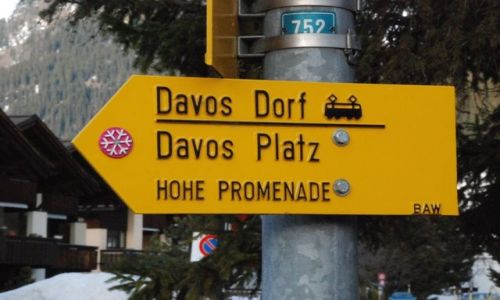 752
Davos Dorf
Davos Platz
HOHE PROMENADE
BAW